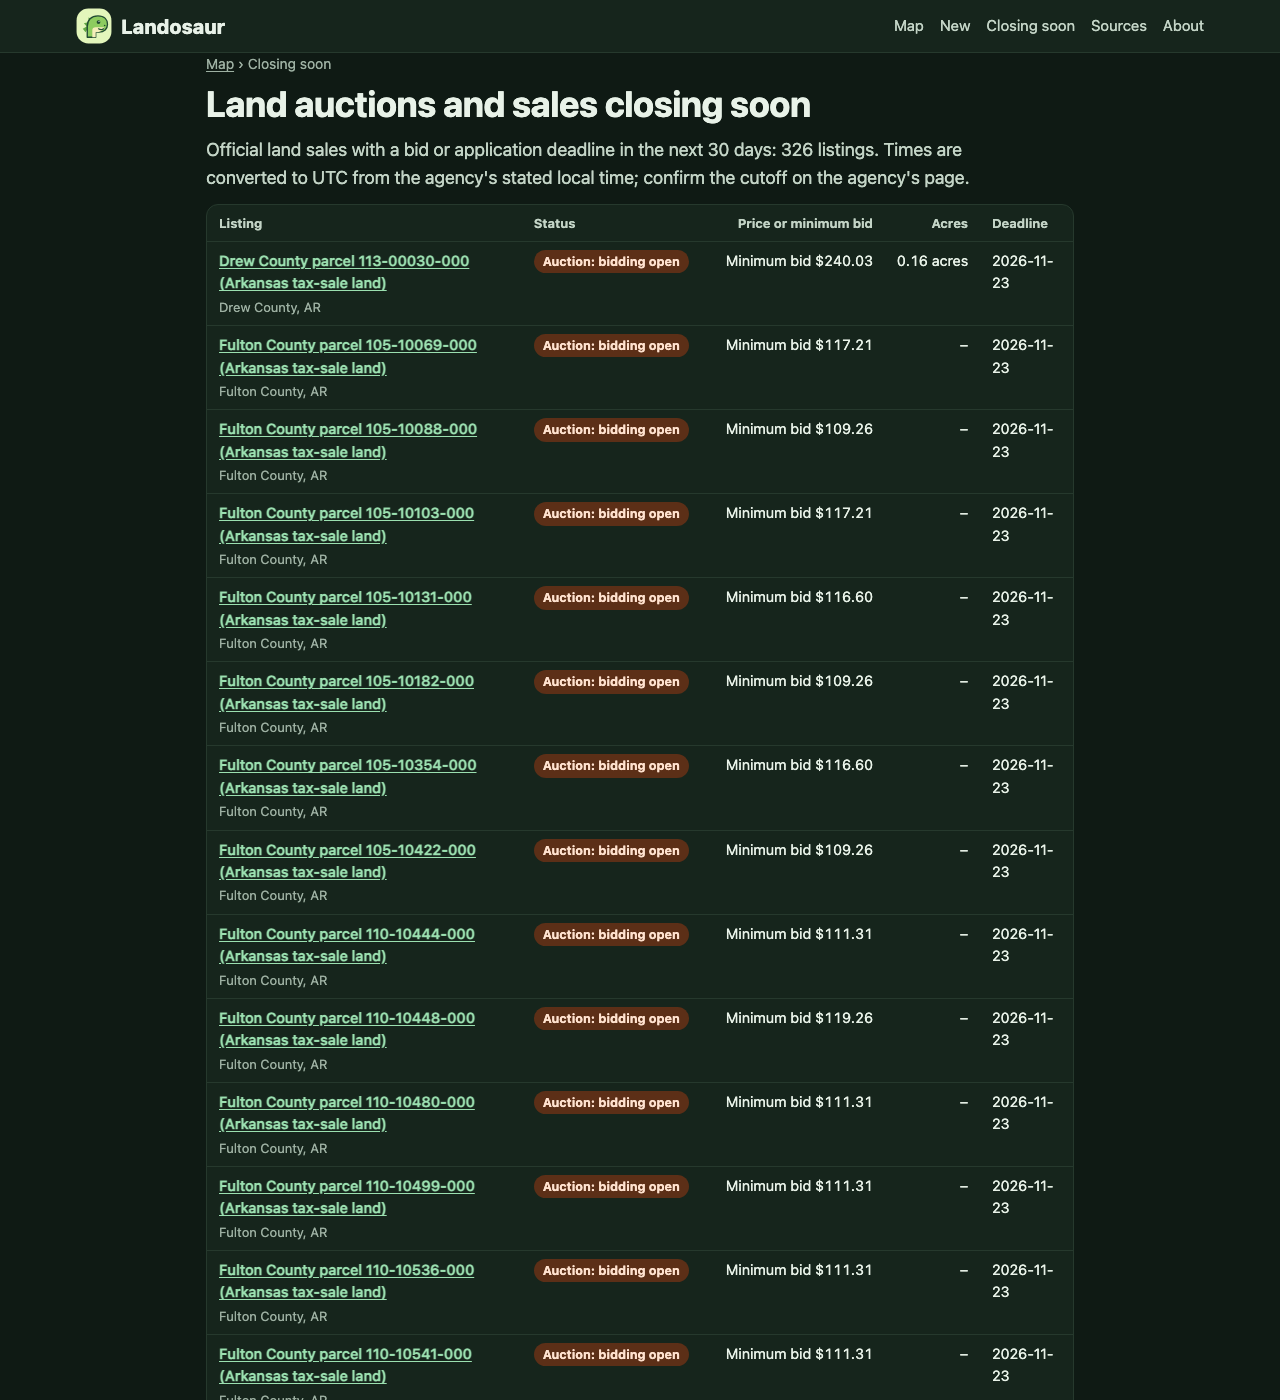 Landosaur
Map New Closing soon Sources About
Map › Closing soon
Land auctions and sales closing soon
Official land sales with a bid or application deadline in the next 30 days: 326 listings. Times are
converted to UTC from the agency's stated local time; confirm the cutoff on the agency's page.
Listing Status Price or minimum bid Acres Deadline
Drew County parcel 113-00030-000 Auction: bidding open Minimum bid $240.03 0.16 acres 2026-11-
(Arkansas tax-sale land) 23
Drew County, AR
Fulton County parcel 105-10069-000 Auction: bidding open Minimum bid $117.21 – 2026-11-
(Arkansas tax-sale land) 23
Fulton County, AR
Fulton County parcel 105-10088-000 Auction: bidding open Minimum bid $109.26 – 2026-11-
(Arkansas tax-sale land) 23
Fulton County, AR
Fulton County parcel 105-10103-000 Auction: bidding open Minimum bid $117.21 – 2026-11-
(Arkansas tax-sale land) 23
Fulton County, AR
Fulton County parcel 105-10131-000 Auction: bidding open Minimum bid $116.60 – 2026-11-
(Arkansas tax-sale land) 23
Fulton County, AR
Fulton County parcel 105-10182-000 Auction: bidding open Minimum bid $109.26 – 2026-11-
(Arkansas tax-sale land) 23
Fulton County, AR
Fulton County parcel 105-10354-000 Auction: bidding open Minimum bid $116.60 – 2026-11-
(Arkansas tax-sale land) 23
Fulton County, AR
Fulton County parcel 105-10422-000 Auction: bidding open Minimum bid $109.26 – 2026-11-
(Arkansas tax-sale land) 23
Fulton County, AR
Fulton County parcel 110-10444-000 Auction: bidding open Minimum bid $111.31 – 2026-11-
(Arkansas tax-sale land) 23
Fulton County, AR
Fulton County parcel 110-10448-000 Auction: bidding open Minimum bid $119.26 – 2026-11-
(Arkansas tax-sale land) 23
Fulton County, AR
Fulton County parcel 110-10480-000 Auction: bidding open Minimum bid $111.31 – 2026-11-
(Arkansas tax-sale land) 23
Fulton County, AR
Fulton County parcel 110-10499-000 Auction: bidding open Minimum bid $111.31 – 2026-11-
(Arkansas tax-sale land) 23
Fulton County, AR
Fulton County parcel 110-10536-000 Auction: bidding open Minimum bid $111.31 – 2026-11-
(Arkansas tax-sale land) 23
Fulton County, AR
Fulton County parcel 110-10541-000 Auction: bidding open Minimum bid $111.31 – 2026-11-
(Arkansas tax-sale land) 23
Fulton County, AR